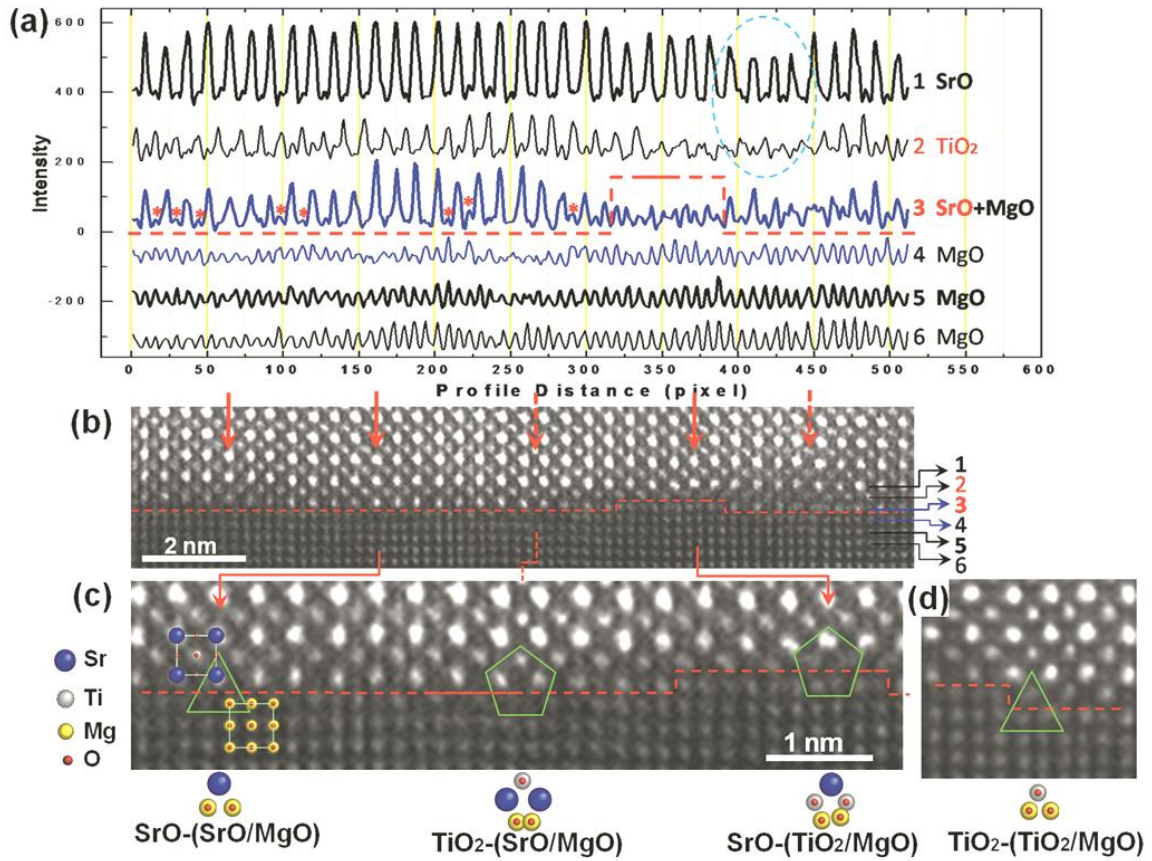 (a)
600
400
200
0
-200
Intensity
1 SrO
2 TiO₂
3 SrO+MgO
4 MgO
5 MgO
6 MgO
* * * * * * * *
0 50 100 150 200 250 300 350 400 450 500 550 600
Profile Distance (pixel)
(b)
1
2
3
4
5
6
2 nm
(c)
(d)
Sr
Ti
Mg
O
1 nm
SrO-(SrO/MgO)
TiO₂-(SrO/MgO)
SrO-(TiO₂/MgO)
TiO₂-(TiO₂/MgO)